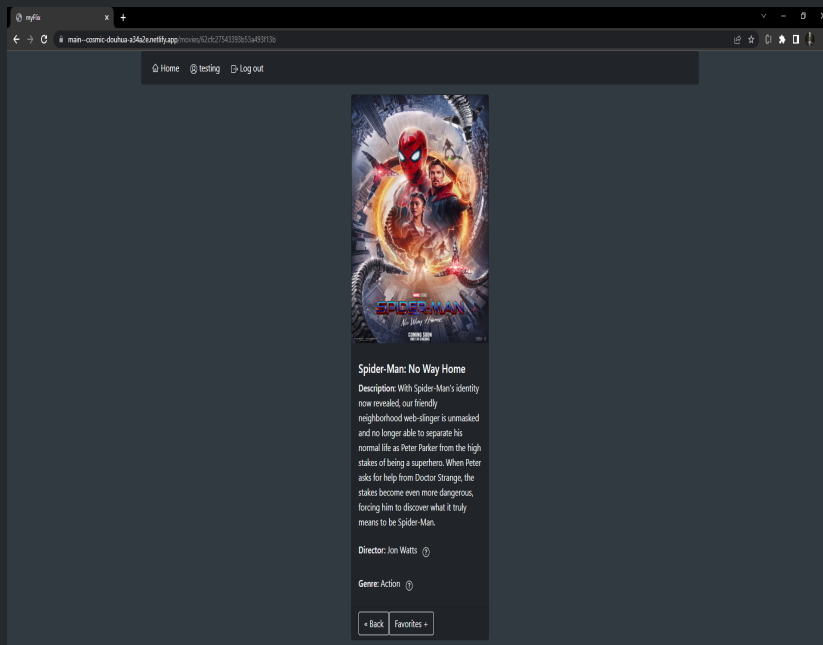 myFlix
main--cosmic-douhua-a34a2e.netlify.app/movies/62cfc27543393b53a493f13b
Home testing Log out
SPIDER-MAN
No Way Home
COMING SOON
Spider-Man: No Way Home
Description: With Spider-Man's identity
now revealed, our friendly
neighborhood web-slinger is unmasked
and no longer able to separate his
normal life as Peter Parker from the high
stakes of being a superhero. When Peter
asks for help from Doctor Strange, the
stakes become even more dangerous,
forcing him to discover what it truly
means to be Spider-Man.
Director: Jon Watts
Genre: Action
« Back Favorites +